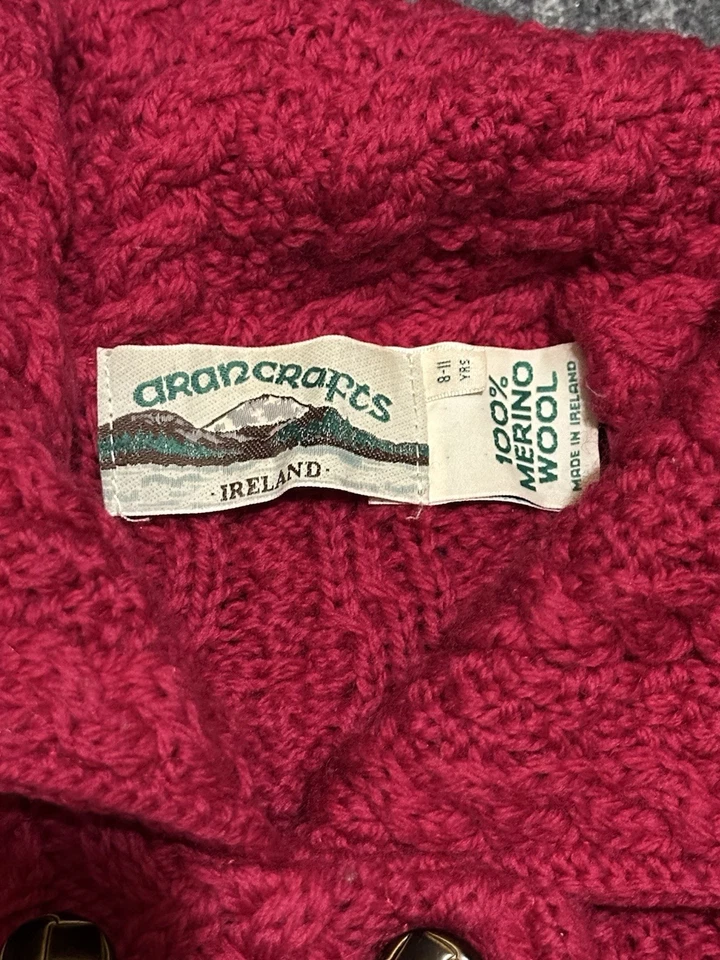 arancrafts
·IRELAND·
8-11
YRS
100%
MERINO
WOOL
MADE IN IRELAND